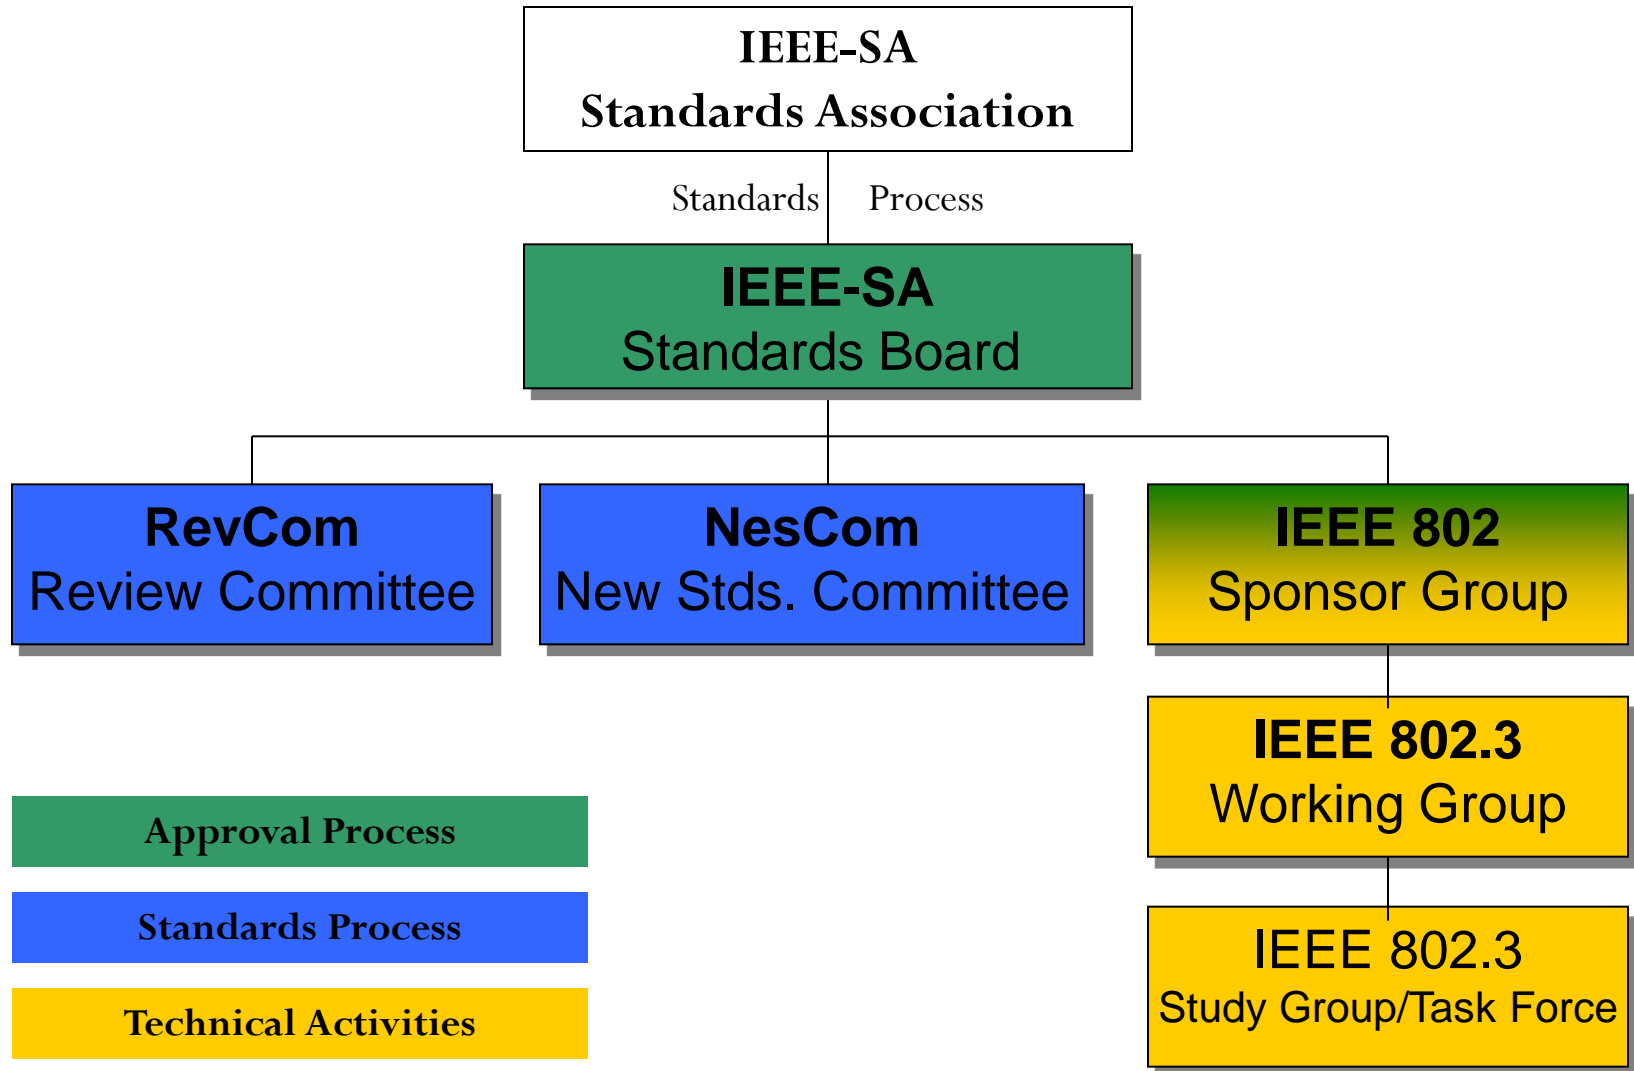 IEEE-SA
Standards Association
Standards Process
IEEE-SA
Standards Board
RevCom
Review Committee
NesCom
New Stds. Committee
IEEE 802
Sponsor Group
IEEE 802.3
Working Group
IEEE 802.3
Study Group/Task Force
Approval Process
Standards Process
Technical Activities